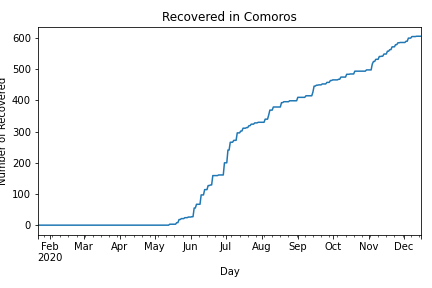 Recovered in Comoros
Number of Recovered
600
500
400
300
200
100
0
Feb Mar Apr May Jun Jul Aug Sep Oct Nov Dec
2020
Day